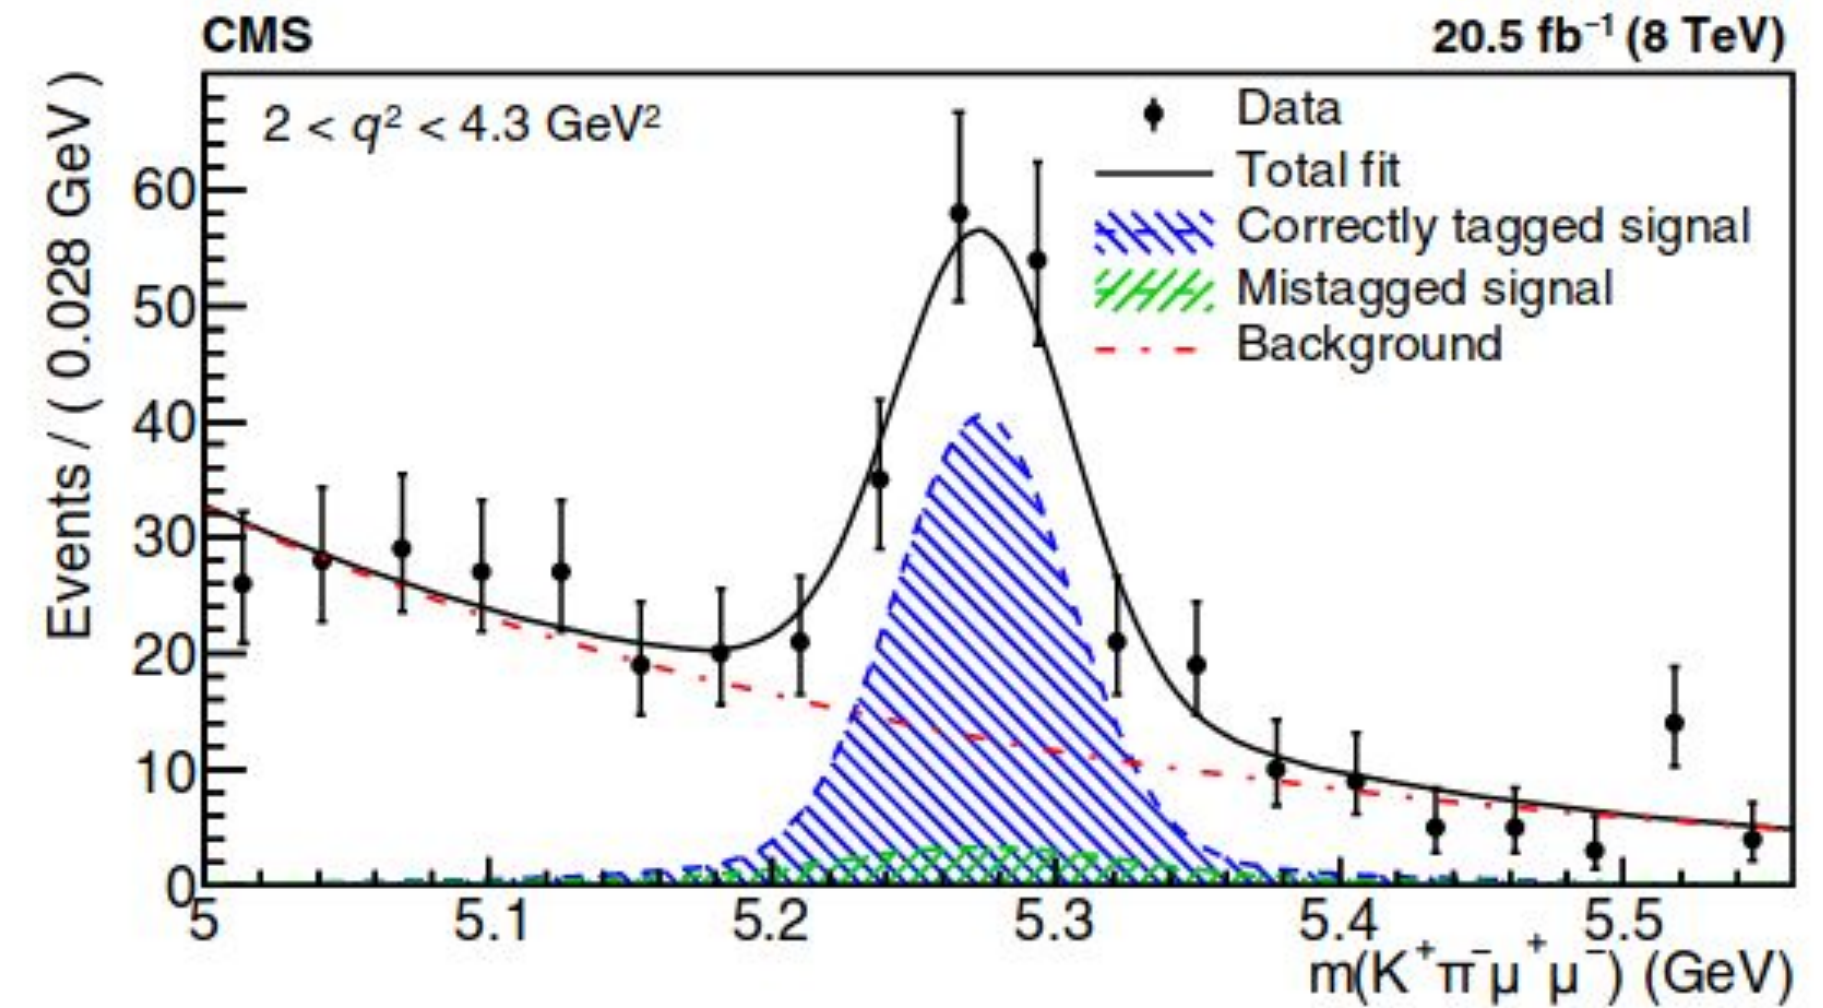 CMS
20.5 fb⁻¹ (8 TeV)
Events / ( 0.028 GeV )
2 < q² < 4.3 GeV²
Data
Total fit
Correctly tagged signal
Mistagged signal
Background
60
50
40
30
20
10
0
5 5.1 5.2 5.3 5.4 5.5
m(K⁺π⁻μ⁺μ⁻) (GeV)